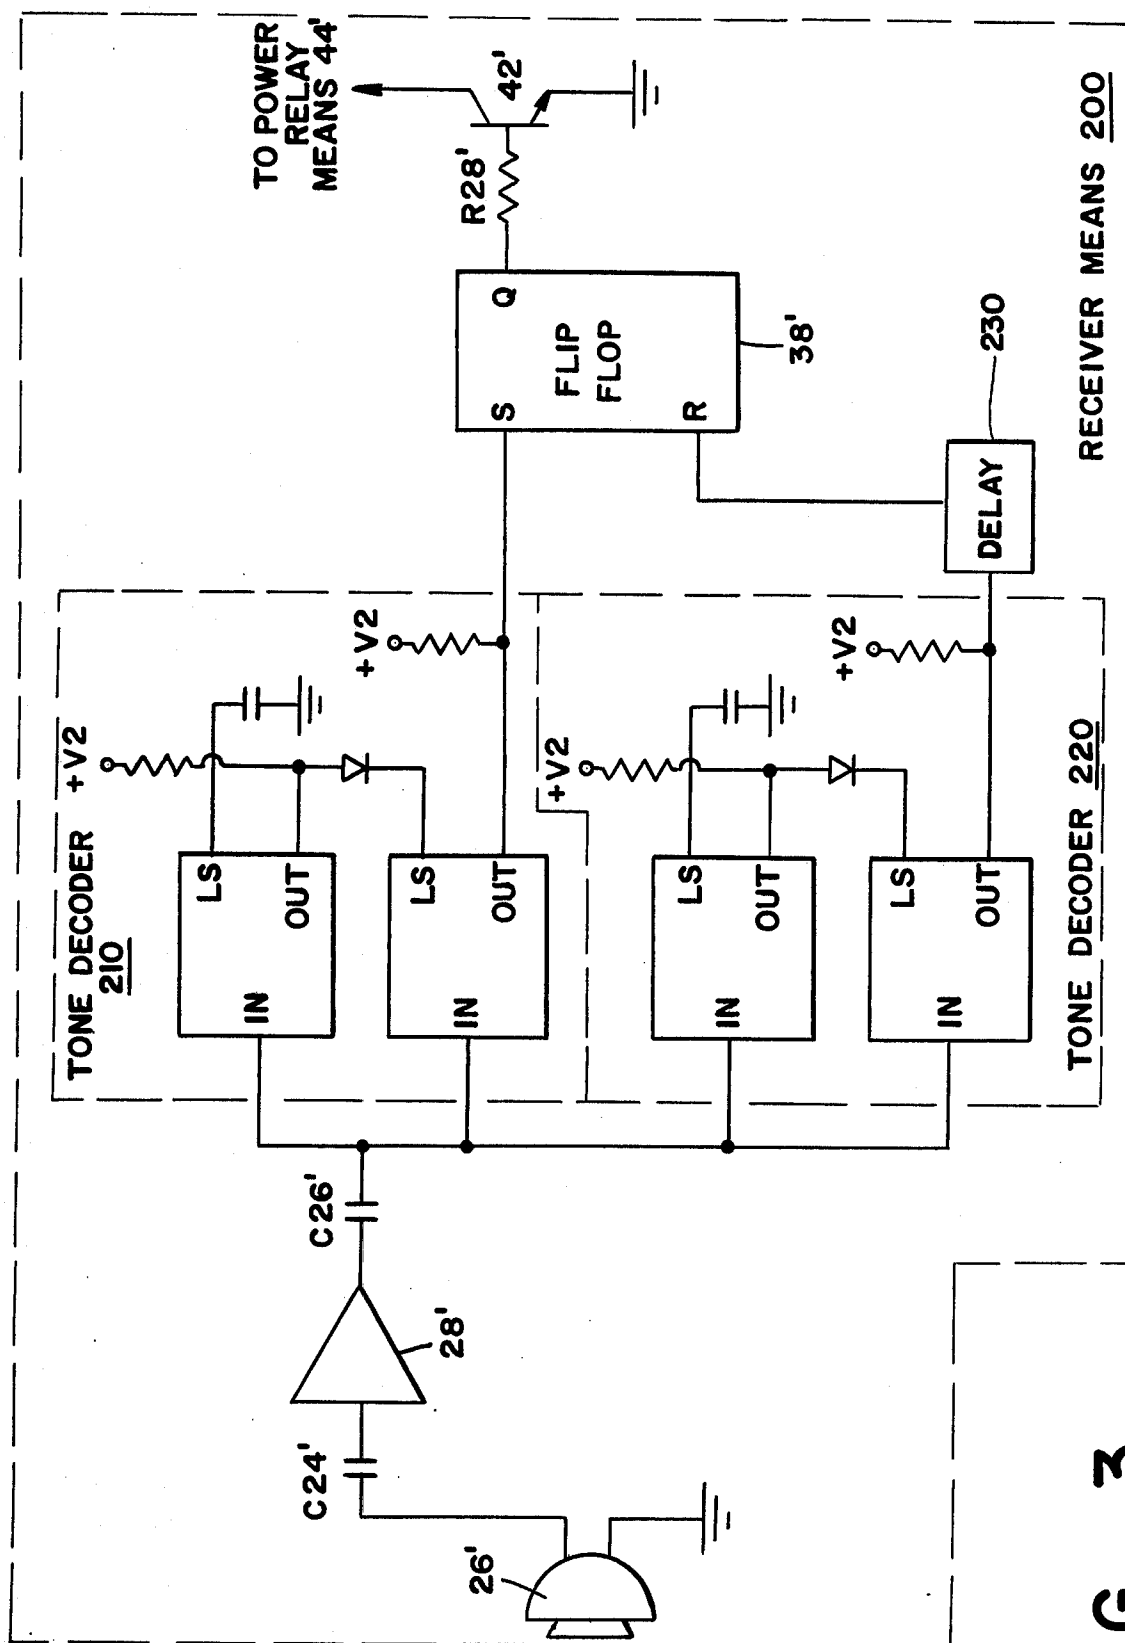 TO POWER
RELAY
MEANS 44'
42'
R28'
Q
FLIP
FLOP
S
R
38'
230
DELAY
RECEIVER MEANS 200
TONE DECODER
210
+V2
+V2
LS
OUT
IN
LS
OUT
IN
+V2
+V2
LS
OUT
IN
LS
OUT
IN
TONE DECODER 220
C26'
28'
C24'
26'
G 3